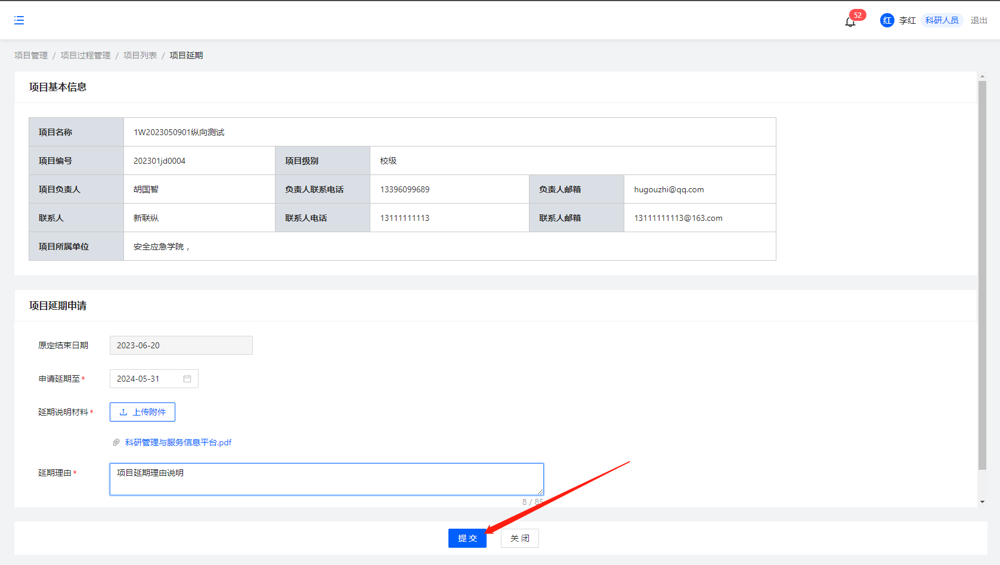 52
红 李红 科研人员 退出
项目管理 / 项目过程管理 / 项目列表 / 项目延期
项目基本信息
项目名称 1W2023050901纵向测试
项目编号 202301jd0004 项目级别 校级
项目负责人 胡国智 负责人联系电话 13396099689 负责人邮箱 hugouzhi@qq.com
联系人 新联纵 联系人电话 13111111113 联系人邮箱 13111111113@163.com
项目所属单位 安全应急学院，
项目延期申请
原定结束日期 2023-06-20
申请延期至* 2024-05-31
延期说明材料* 上传附件
科研管理与服务信息平台.pdf
延期理由* 项目延期理由说明
8 / 85
提 交 关 闭